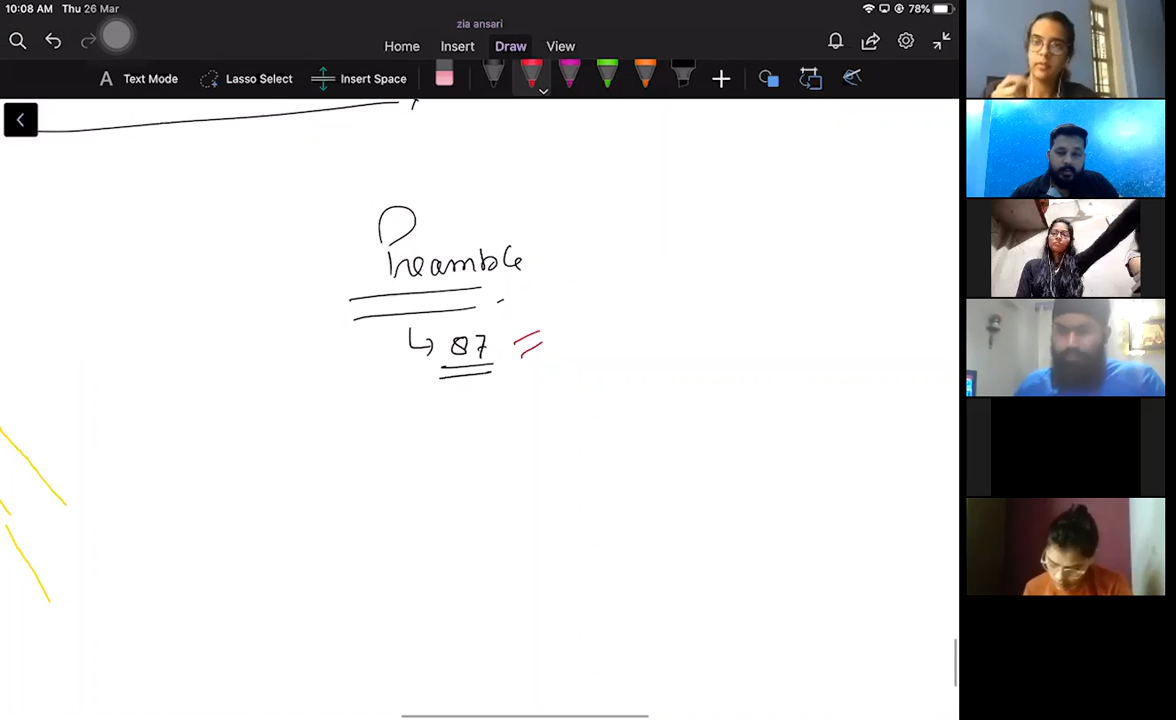 10:08 AM Thu 26 Mar
78%
zia ansari
Home Insert Draw View
Text Mode Lasso Select Insert Space
Preamble
↳ 87